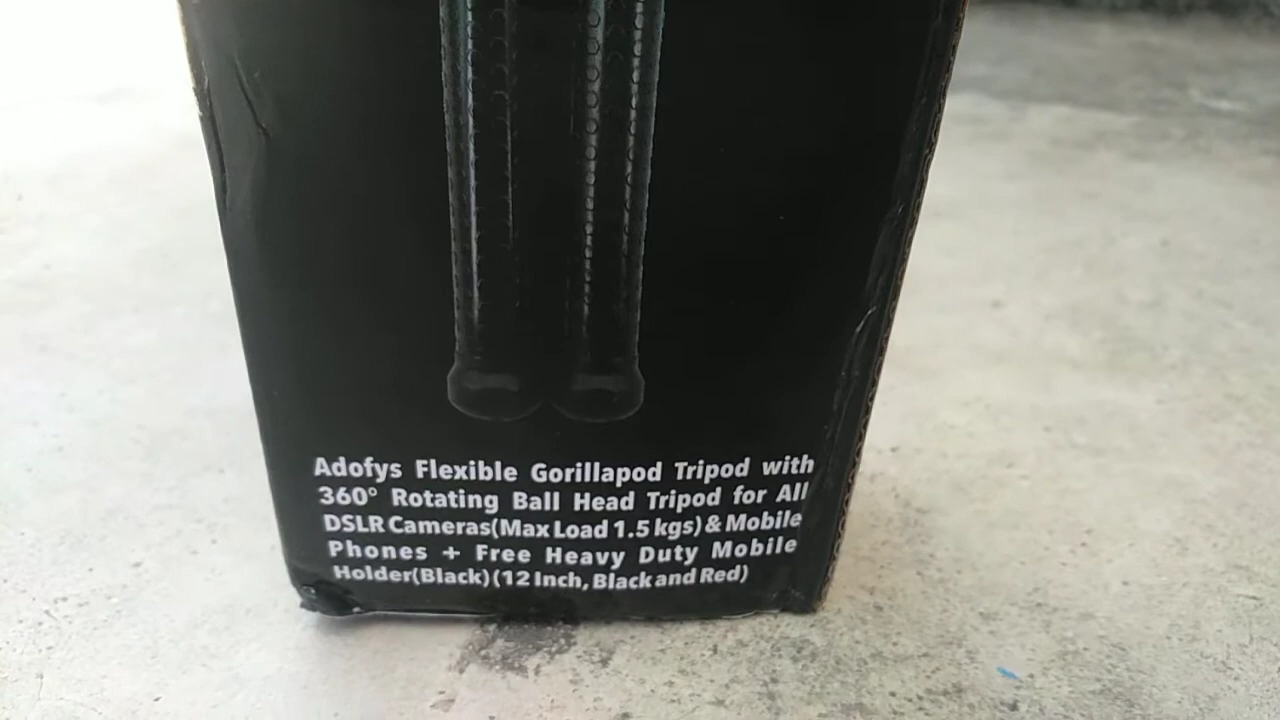 Adofys Flexible Gorillapod Tripod with
360° Rotating Ball Head Tripod for All
DSLR Cameras(Max Load 1.5 kgs) & Mobile
Phones + Free Heavy Duty Mobile
Holder(Black)(12 Inch, Black and Red)